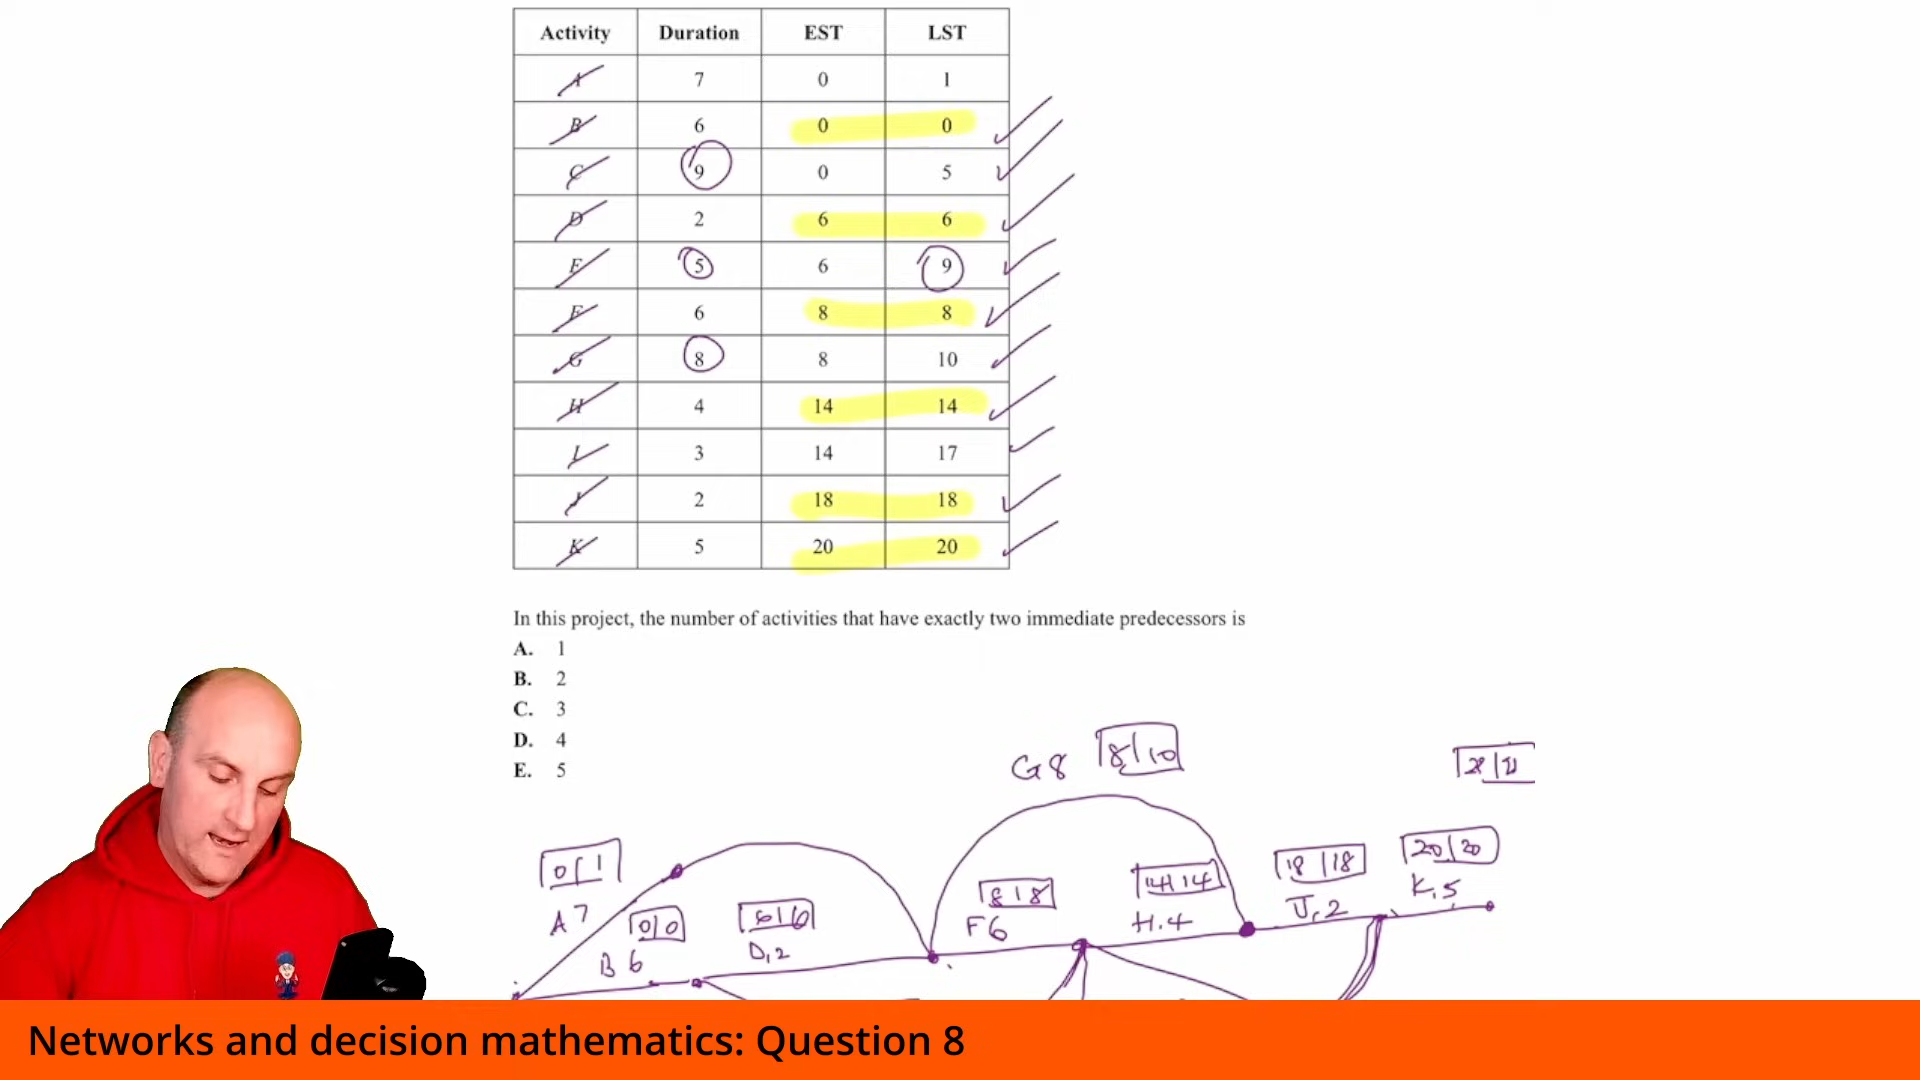 Activity Duration EST LST
A 7 0 1
B 6 0 0
C 9 0 5
D 2 6 6
E 5 6 9
F 6 8 8
G 8 8 10
H 4 14 14
I 3 14 17
J 2 18 18
K 5 20 20
In this project, the number of activities that have exactly two immediate predecessors is
A. 1
B. 2
C. 3
D. 4
E. 5
G 8 8 | 10
0 | 1
A 7
0 | 0
B 6
6 | 6
D, 2
8 | 8
F 6
14 | 14
H. 4
18 | 18
J, 2
20 | 20
K, 5
Networks and decision mathematics: Question 8